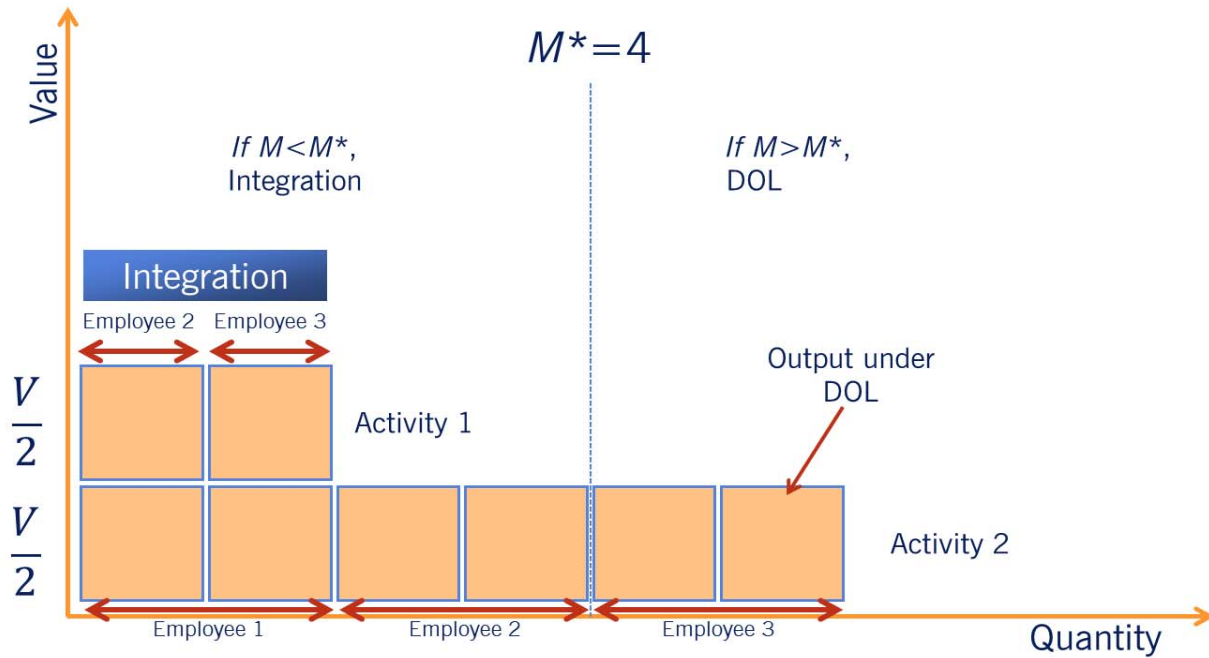 Value
M*=4
If M<M*,
Integration
If M>M*,
DOL
Integration
Employee 2
Employee 3
V
2
Activity 1
Output under
DOL
V
2
Activity 2
Employee 1
Employee 2
Employee 3
Quantity